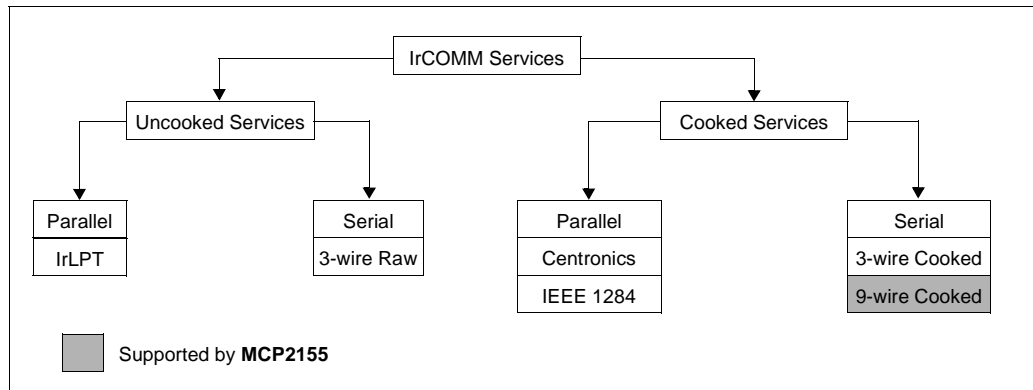 IrCOMM Services
Uncooked Services
Cooked Services
Parallel
IrLPT
Serial
3-wire Raw
Parallel
Centronics
IEEE 1284
Serial
3-wire Cooked
9-wire Cooked
Supported by MCP2155